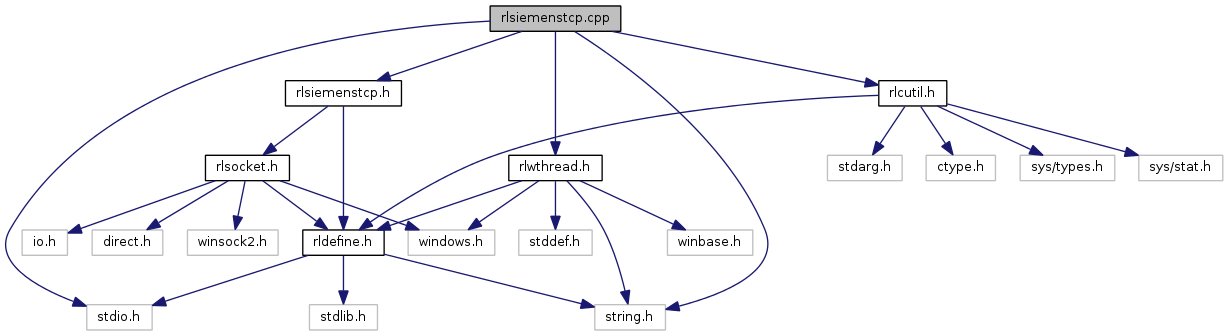 rlsiemenstcp.cpp
rlsiemenstcp.h
rlcutil.h
rlsocket.h
rlwthread.h
stdarg.h
ctype.h
sys/types.h
sys/stat.h
io.h
direct.h
winsock2.h
rldefine.h
windows.h
stddef.h
winbase.h
stdio.h
stdlib.h
string.h